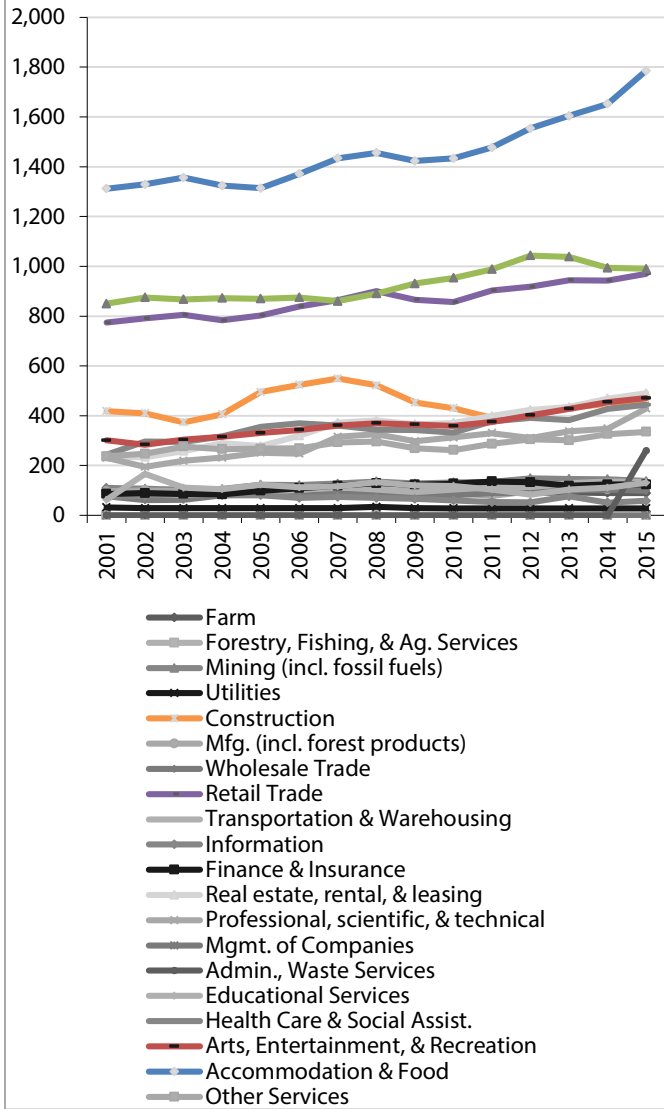 2,000
1,800
1,600
1,400
1,200
1,000
800
600
400
200
0
2001
2002
2003
2004
2005
2006
2007
2008
2009
2010
2011
2012
2013
2014
2015
Farm
Forestry, Fishing, & Ag. Services
Mining (incl. fossil fuels)
Utilities
Construction
Mfg. (incl. forest products)
Wholesale Trade
Retail Trade
Transportation & Warehousing
Information
Finance & Insurance
Real estate, rental, & leasing
Professional, scientific, & technical
Mgmt. of Companies
Admin., Waste Services
Educational Services
Health Care & Social Assist.
Arts, Entertainment, & Recreation
Accommodation & Food
Other Services